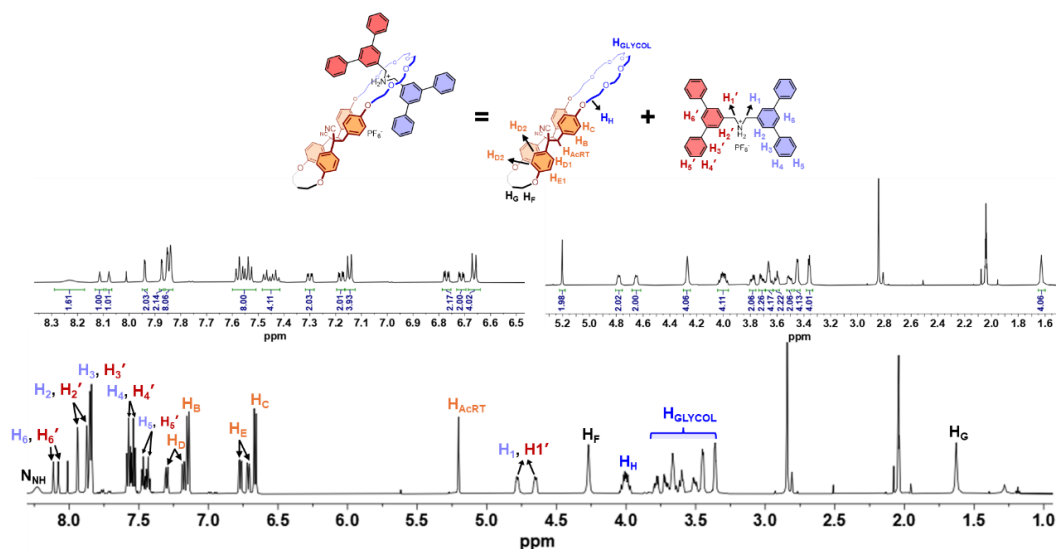 H₂N⁺
O
O
O
O
O
O
NC
CN
PF₆⁻
O
O
=
H_GLYCOL
O
O
O
O
O
O
H_H
NC
CN
H_D2
H_C
H_B
H_AcRT
H_D2
H_D1
H_E1
O
O
H_G H_F
+
H₁′ H₁
H₆′ H₆
N⁺
H₂
H₂′ H₂
PF₆⁻
H₃′ H₃
H₅′ H₄′ H₄ H₅
1.61 1.00 1.01 2.03 2.14 8.06 8.00 4.11 2.03 2.01 3.93 2.17 2.00 4.02
8.3 8.2 8.1 8.0 7.9 7.8 7.7 7.6 7.5 7.4 7.3 7.2 7.1 7.0 6.9 6.8 6.7 6.6 6.5
ppm
1.98 2.02 2.00 4.06 4.11 2.06 2.26 4.17 2.22 2.06 4.13 4.01 4.06
5.2 5.0 4.8 4.6 4.4 4.2 4.0 3.8 3.6 3.4 3.2 3.0 2.8 2.6 2.4 2.2 2.0 1.8 1.6
ppm
N_NH
H₆, H₆′
H₂, H₂′
H₃, H₃′
H₄, H₄′
H₅, H₅′
H_D
H_B
H_E
H_C
H_AcRT
H₁, H1′
H_F
H_H
H_GLYCOL
H_G
8.0 7.5 7.0 6.5 6.0 5.5 5.0 4.5 4.0 3.5 3.0 2.5 2.0 1.5 1.0
ppm